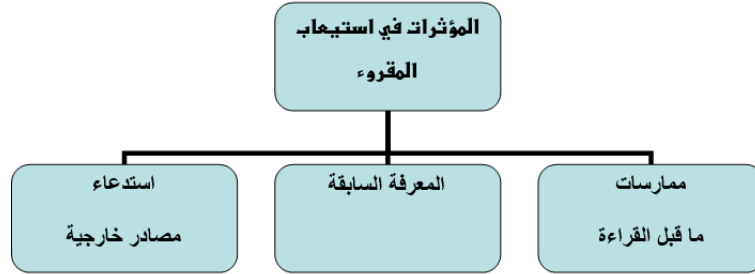 المؤثرات في استيعاب
المقروء
ممارسات
ما قبل القراءة
المعرفة السابقة
استدعاء
مصادر خارجية